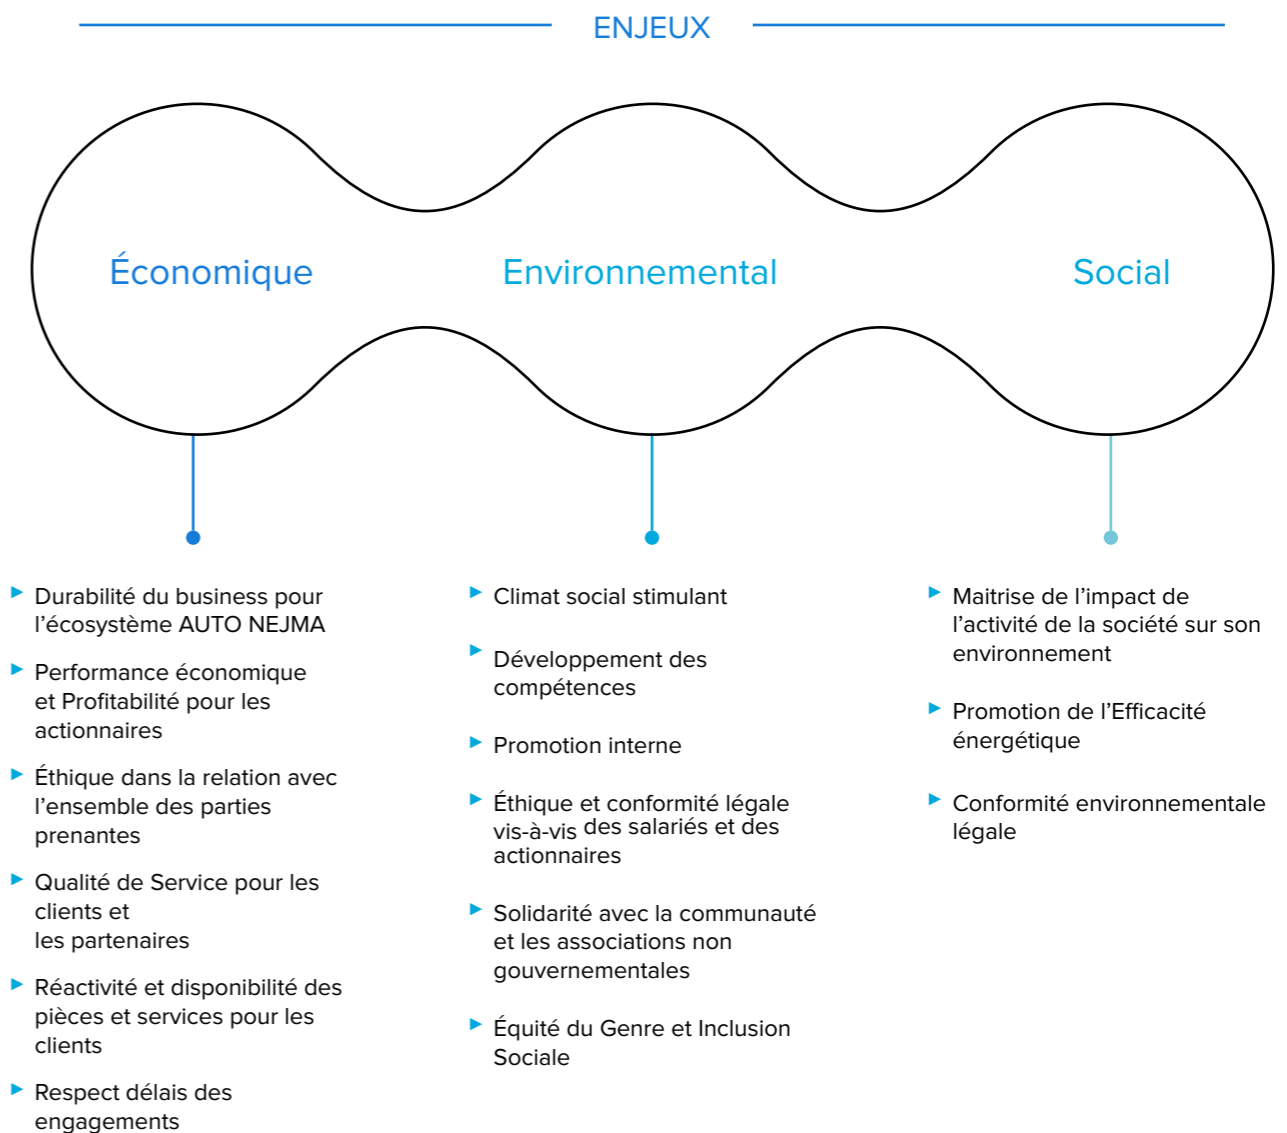 ENJEUX
Économique
Environnemental
Social
Durabilité du business pour
l’écosystème AUTO NEJMA
Performance économique
et Profitabilité pour les
actionnaires
Éthique dans la relation avec
l’ensemble des parties
prenantes
Qualité de Service pour les
clients et
les partenaires
Réactivité et disponibilité des
pièces et services pour les
clients
Respect délais des
engagements
Climat social stimulant
Développement des
compétences
Promotion interne
Éthique et conformité légale
vis-à-vis des salariés et des
actionnaires
Solidarité avec la communauté
et les associations non
gouvernementales
Équité du Genre et Inclusion
Sociale
Maitrise de l’impact de
l’activité de la société sur son
environnement
Promotion de l’Efficacité
énergétique
Conformité environnementale
légale